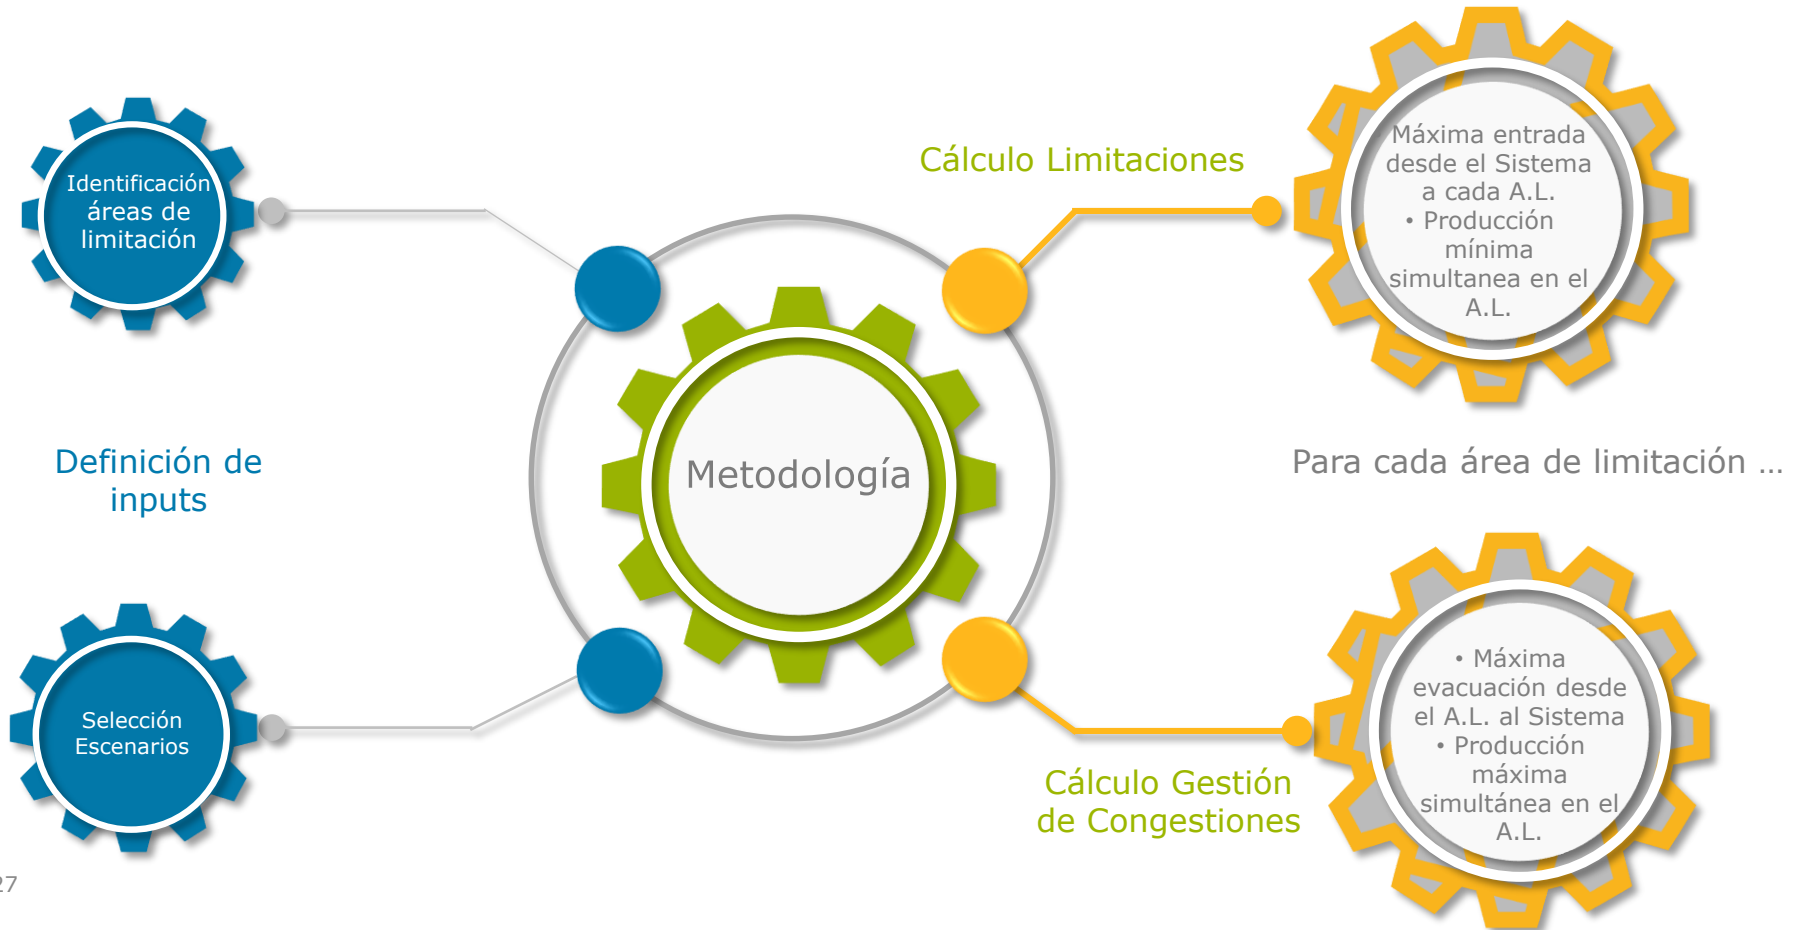 Identificación
áreas de
limitación
Definición de
inputs
Selección
Escenarios
Metodología
Cálculo Limitaciones
Máxima entrada
desde el Sistema
a cada A.L.
• Producción
mínima
simultanea en el
A.L.
Para cada área de limitación ...
Cálculo Gestión
de Congestiones
• Máxima
evacuación desde
el A.L. al Sistema
• Producción
máxima
simultánea en el
A.L.
27